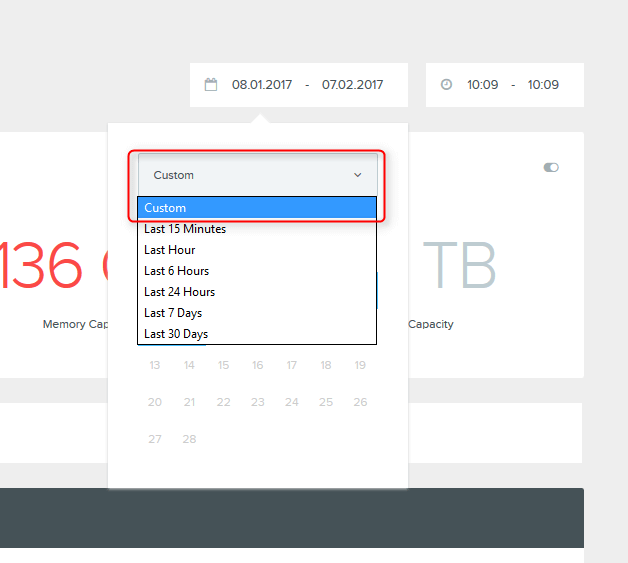 08.01.2017 - 07.02.2017
10:09 - 10:09
Custom
Custom
Last 15 Minutes
Last Hour
Last 6 Hours
Last 24 Hours
Last 7 Days
Last 30 Days
136
TB
Memory
Capacity
13 14 15 16 17 18 19
20 21 22 23 24 25 26
27 28